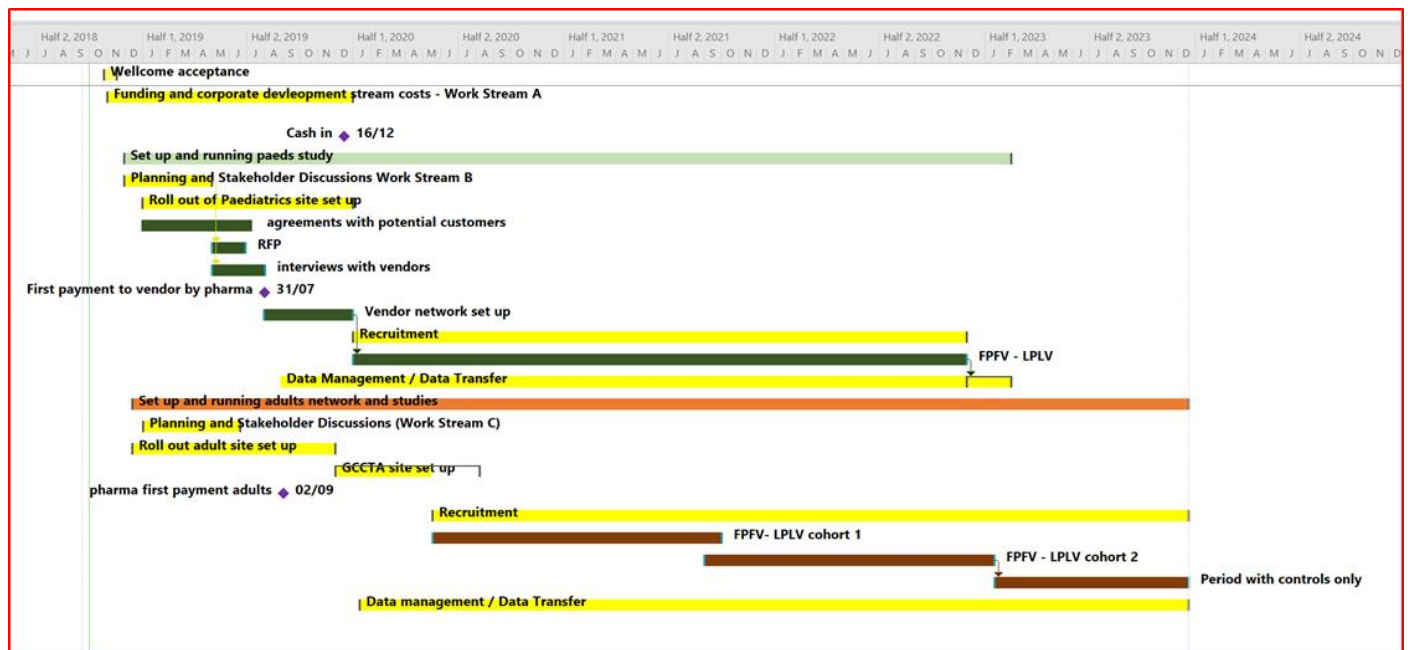 Half 2, 2018 Half 1, 2019 Half 2, 2019 Half 1, 2020 Half 2, 2020 Half 1, 2021 Half 2, 2021 Half 1, 2022 Half 2, 2022 Half 1, 2023 Half 2, 2023 Half 1, 2024 Half 2, 2024
M J J A S O N D J F M A M J J A S O N D J F M A M J J A S O N D J F M A M J J A S O N D J F M A M J J A S O N D J F M A M J J A S O N D J F M A M J J A S O N D
Wellcome acceptance
Funding and corporate devleopment stream costs - Work Stream A
Cash in 16/12
Set up and running paeds study
Planning and Stakeholder Discussions Work Stream B
Roll out of Paediatrics site set up
agreements with potential customers
RFP
interviews with vendors
First payment to vendor by pharma 31/07
Vendor network set up
Recruitment
FPFV - LPLV
Data Management / Data Transfer
Set up and running adults network and studies
Planning and Stakeholder Discussions (Work Stream C)
Roll out adult site set up
GCCTA site set up
pharma first payment adults 02/09
Recruitment
FPFV- LPLV cohort 1
FPFV - LPLV cohort 2
Period with controls only
Data management / Data Transfer